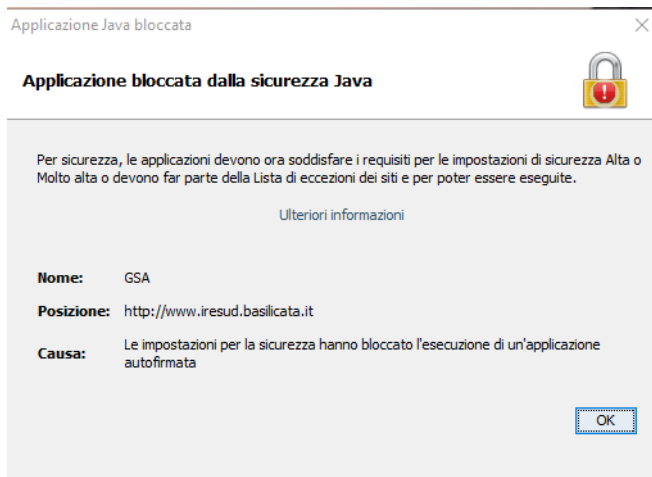 Applicazione Java bloccata
Applicazione bloccata dalla sicurezza Java
Per sicurezza, le applicazioni devono ora soddisfare i requisiti per le impostazioni di sicurezza Alta o
Molto alta o devono far parte della Lista di eccezioni dei siti e per poter essere eseguite.
Ulteriori informazioni
Nome: GSA
Posizione: http://www.iresud.basilicata.it
Causa: Le impostazioni per la sicurezza hanno bloccato l'esecuzione di un'applicazione
autofirmata
OK